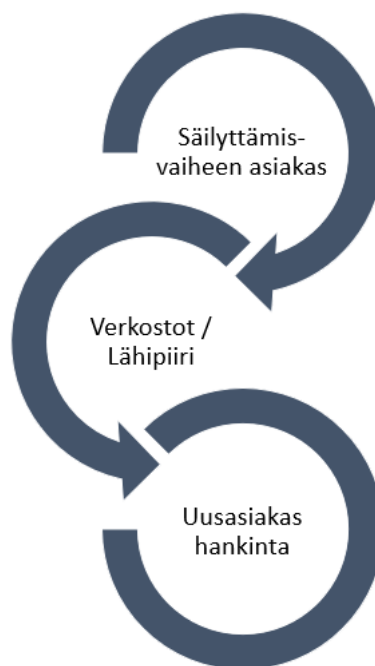 Säilyttämis-
vaiheen asiakas
Verkostot /
Lähipiiri
Uusasiakas
hankinta